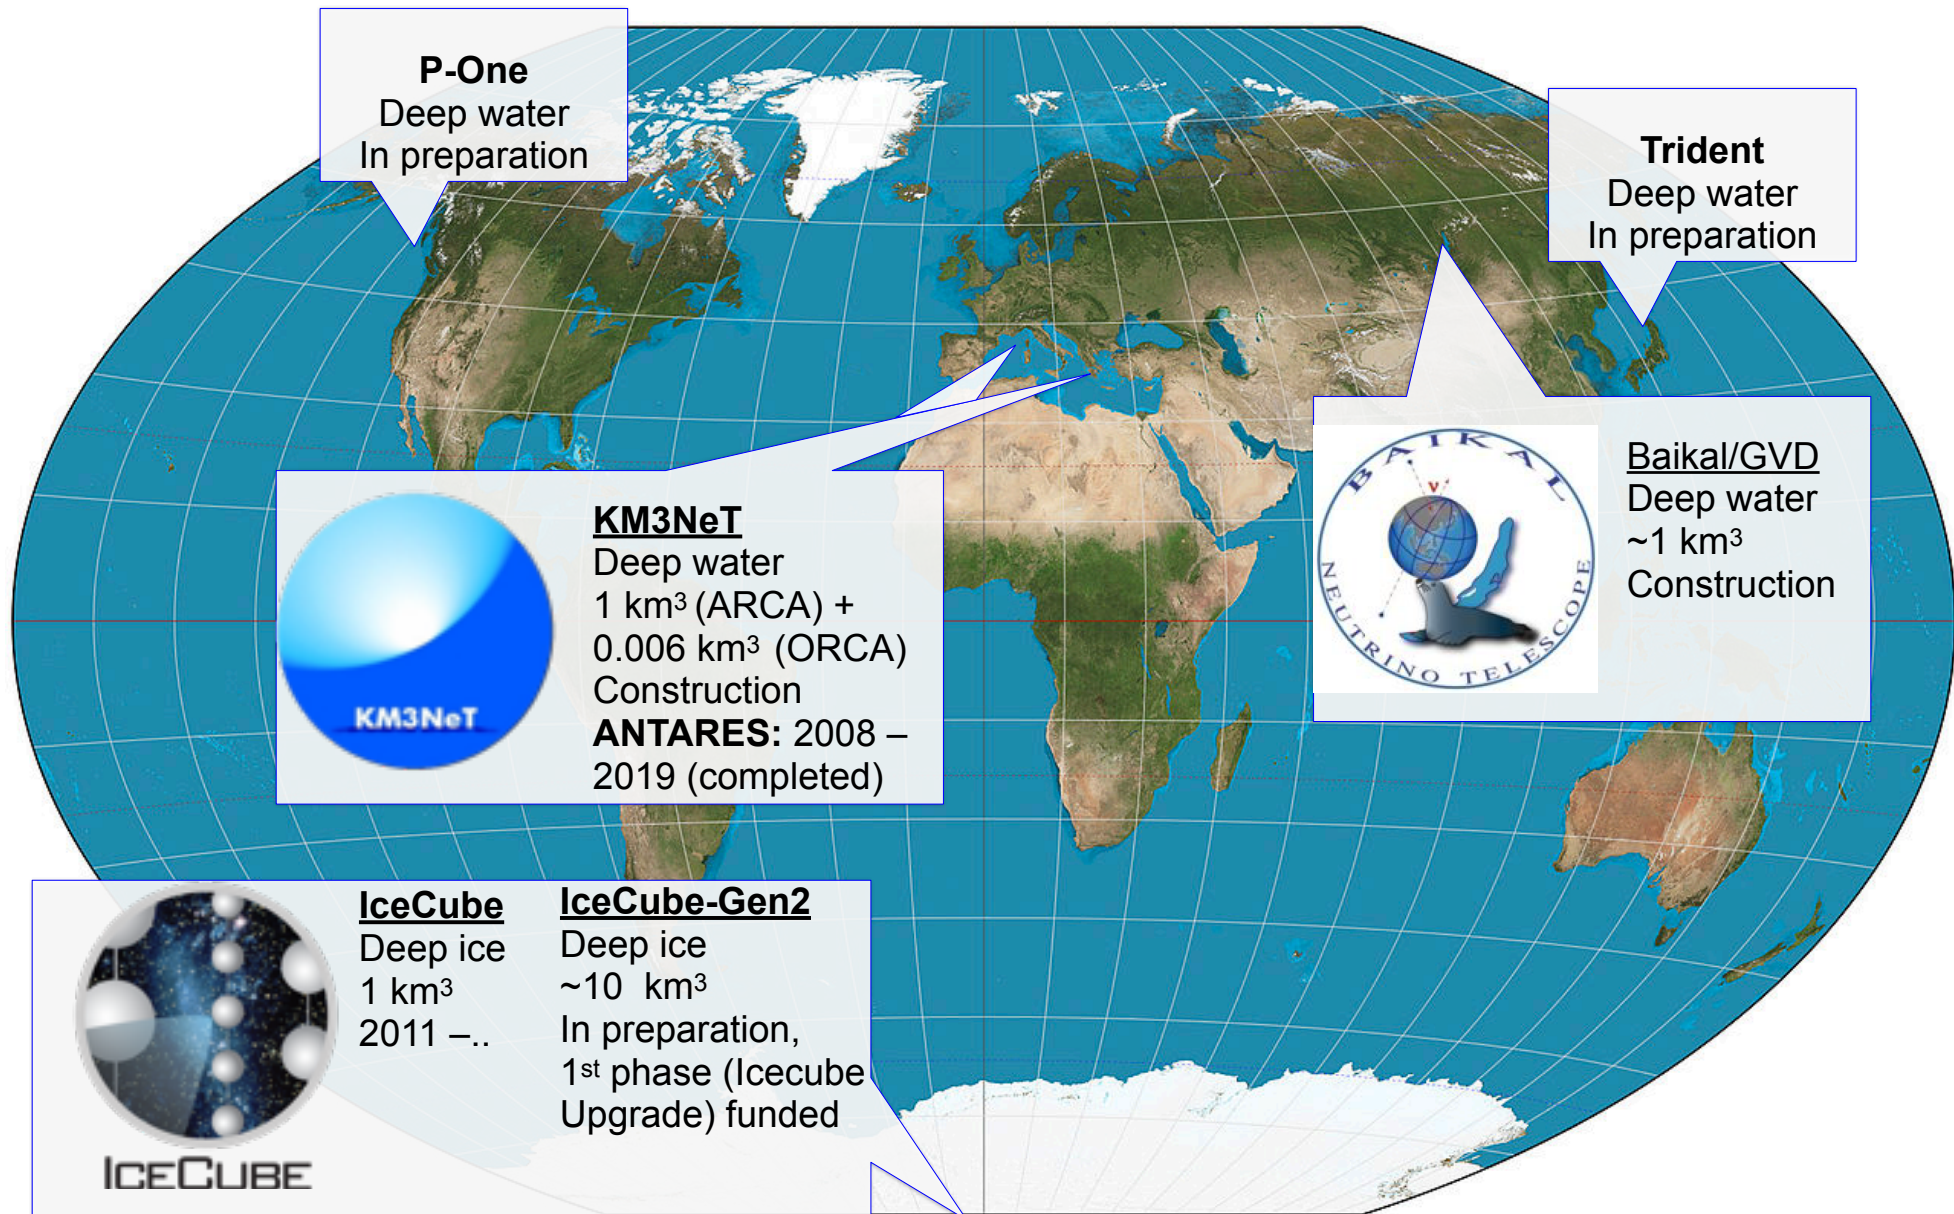 P-One
Deep water
In preparation
Trident
Deep water
In preparation
KM3NeT
KM3NeT
Deep water
1 km³ (ARCA) +
0.006 km³ (ORCA)
Construction
ANTARES: 2008 –
2019 (completed)
BAIKAL
NEUTRINO TELESCOPE
ν
Baikal/GVD
Deep water
~1 km³
Construction
ICECUBE
IceCube
Deep ice
1 km³
2011 –..
IceCube-Gen2
Deep ice
~10 km³
In preparation,
1st phase (Icecube
Upgrade) funded